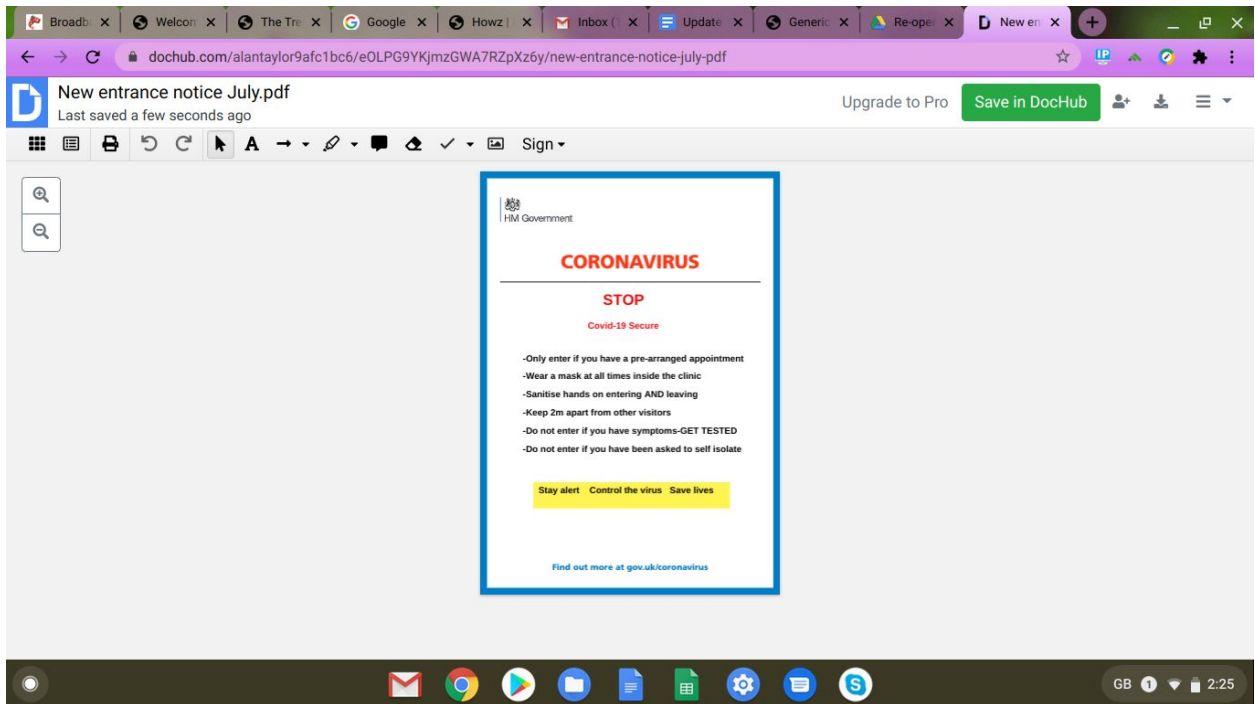 Broadb
Welcom
The Tre
Google
Howz |
Inbox (1
Update
Generic
Re-open
New en
dochub.com/alantaylor9afc1bc6/eOLPG9YKjmzGWA7RZpXz6y/new-entrance-notice-july-pdf
New entrance notice July.pdf
Last saved a few seconds ago
Upgrade to Pro
Save in DocHub
Sign
HM Government
CORONAVIRUS
STOP
Covid-19 Secure
-Only enter if you have a pre-arranged appointment
-Wear a mask at all times inside the clinic
-Sanitise hands on entering AND leaving
-Keep 2m apart from other visitors
-Do not enter if you have symptoms-GET TESTED
-Do not enter if you have been asked to self isolate
Stay alert Control the virus Save lives
Find out more at gov.uk/coronavirus
GB 1 2:25